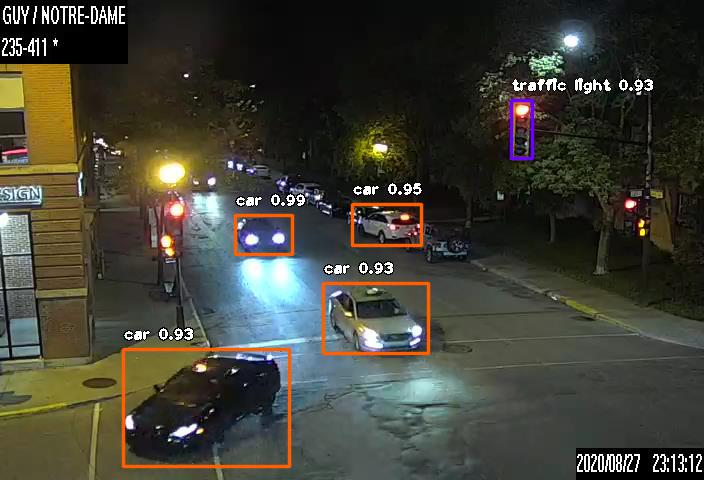 GUY / NOTRE-DAME
235-411 *
traffic light 0.93
car 0.99
car 0.95
car 0.93
car 0.93
ESIGN
2020/08/27 23:13:12